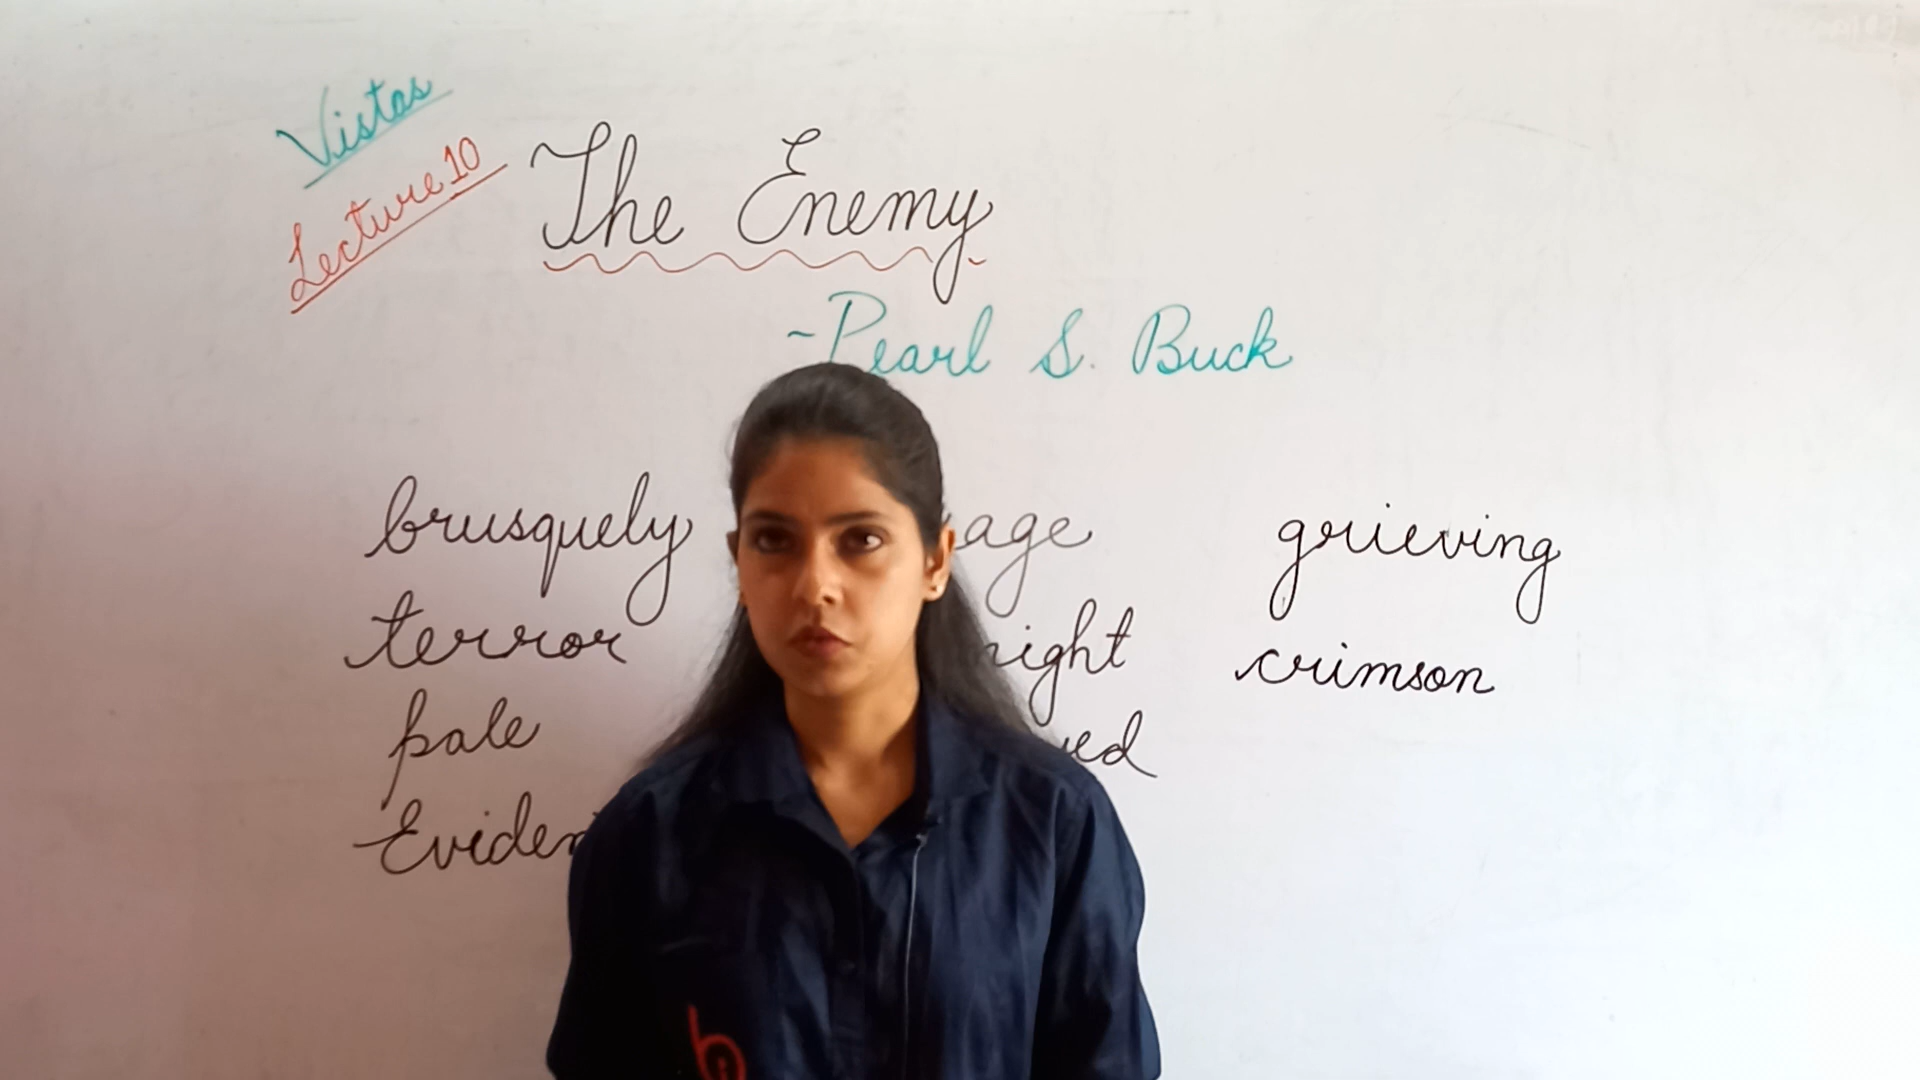 Vistas
Lecture 10
The Enemy
~Pearl S. Buck
brusquely grieving
terror crimson
pale